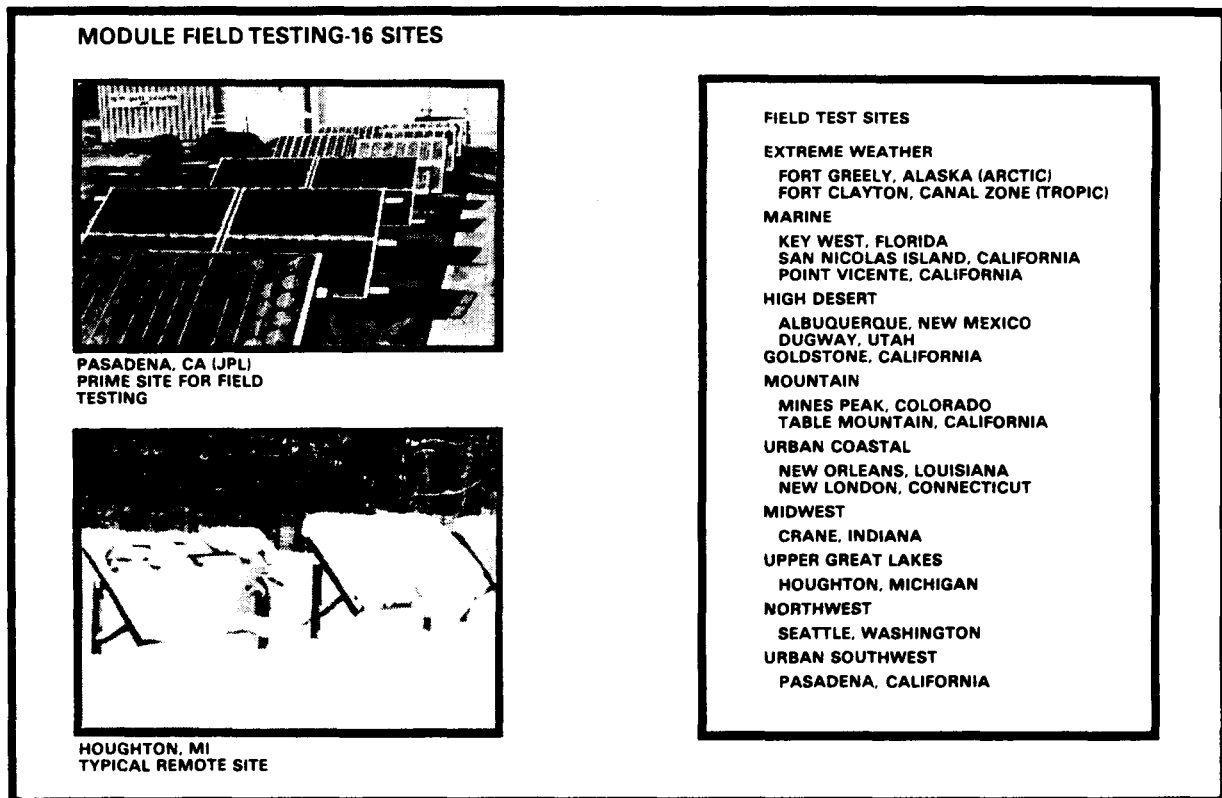 MODULE FIELD TESTING-16 SITES
PASADENA, CA (JPL)
PRIME SITE FOR FIELD
TESTING
HOUGHTON, MI
TYPICAL REMOTE SITE
FIELD TEST SITES
EXTREME WEATHER
FORT GREELY, ALASKA (ARCTIC)
FORT CLAYTON, CANAL ZONE (TROPIC)
MARINE
KEY WEST, FLORIDA
SAN NICOLAS ISLAND, CALIFORNIA
POINT VICENTE, CALIFORNIA
HIGH DESERT
ALBUQUERQUE, NEW MEXICO
DUGWAY, UTAH
GOLDSTONE, CALIFORNIA
MOUNTAIN
MINES PEAK, COLORADO
TABLE MOUNTAIN, CALIFORNIA
URBAN COASTAL
NEW ORLEANS, LOUISIANA
NEW LONDON, CONNECTICUT
MIDWEST
CRANE, INDIANA
UPPER GREAT LAKES
HOUGHTON, MICHIGAN
NORTHWEST
SEATTLE, WASHINGTON
URBAN SOUTHWEST
PASADENA, CALIFORNIA